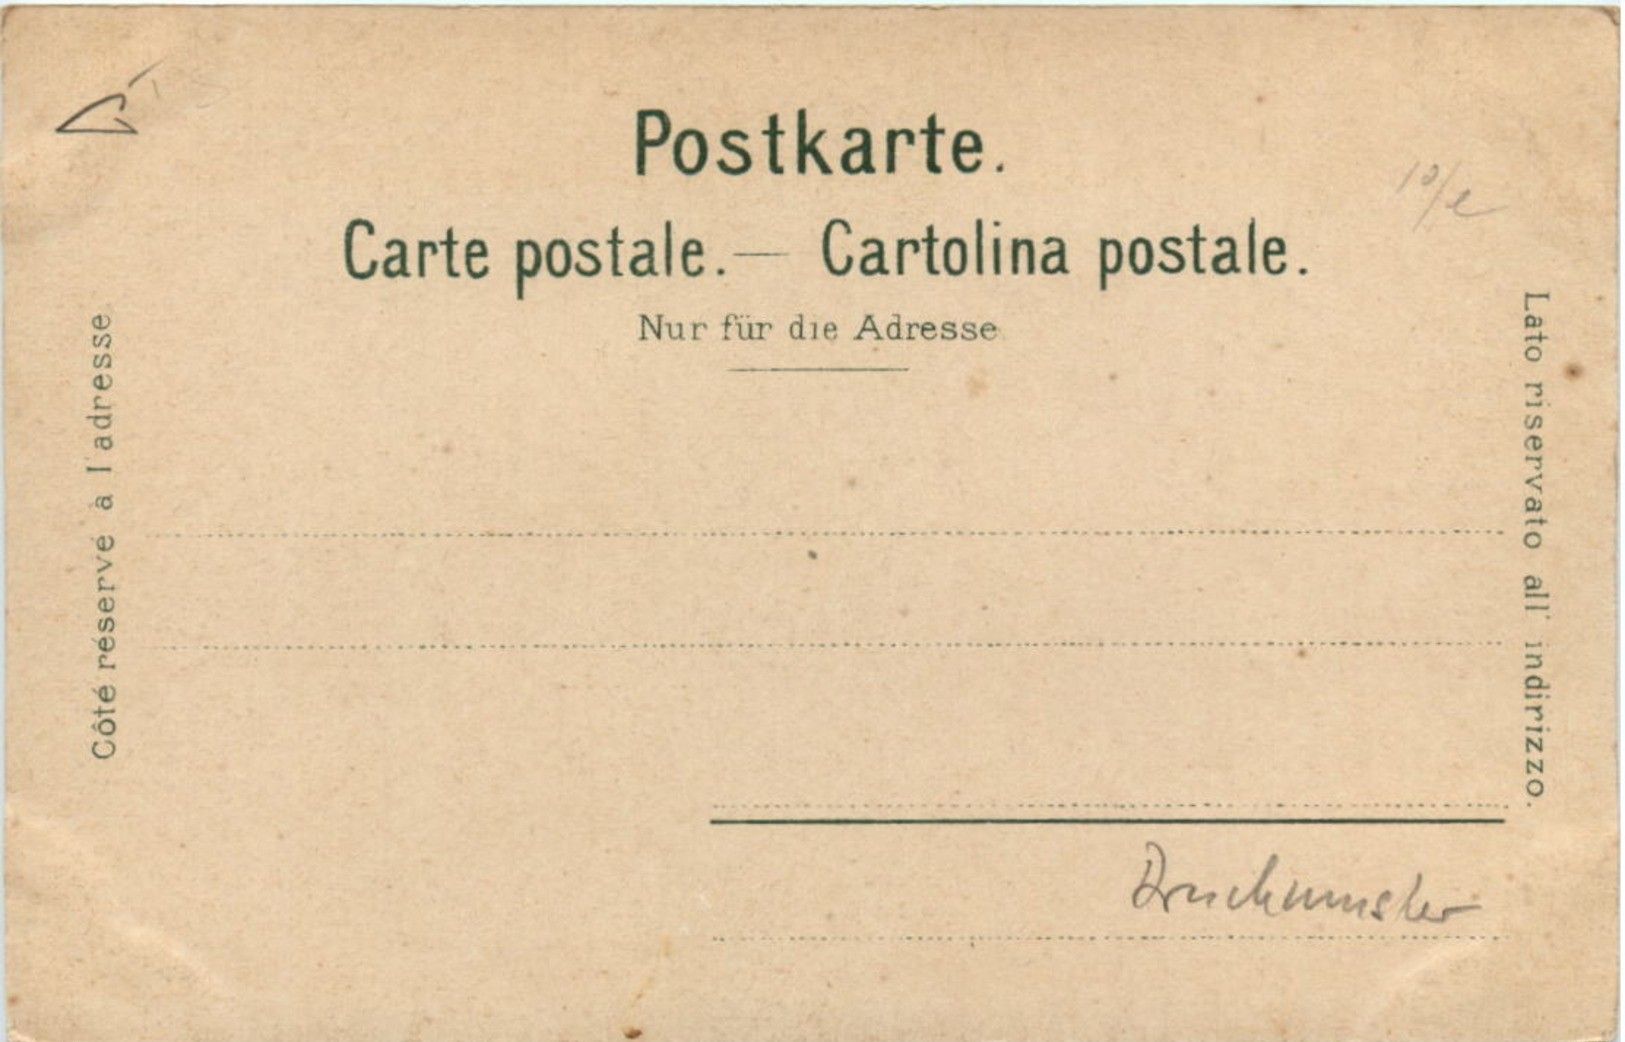 Postkarte.
Carte postale. — Cartolina postale.
Nur für die Adresse.
Côté réservé à l'adresse
Lato riservato all' indirizzo.
Druckmuster